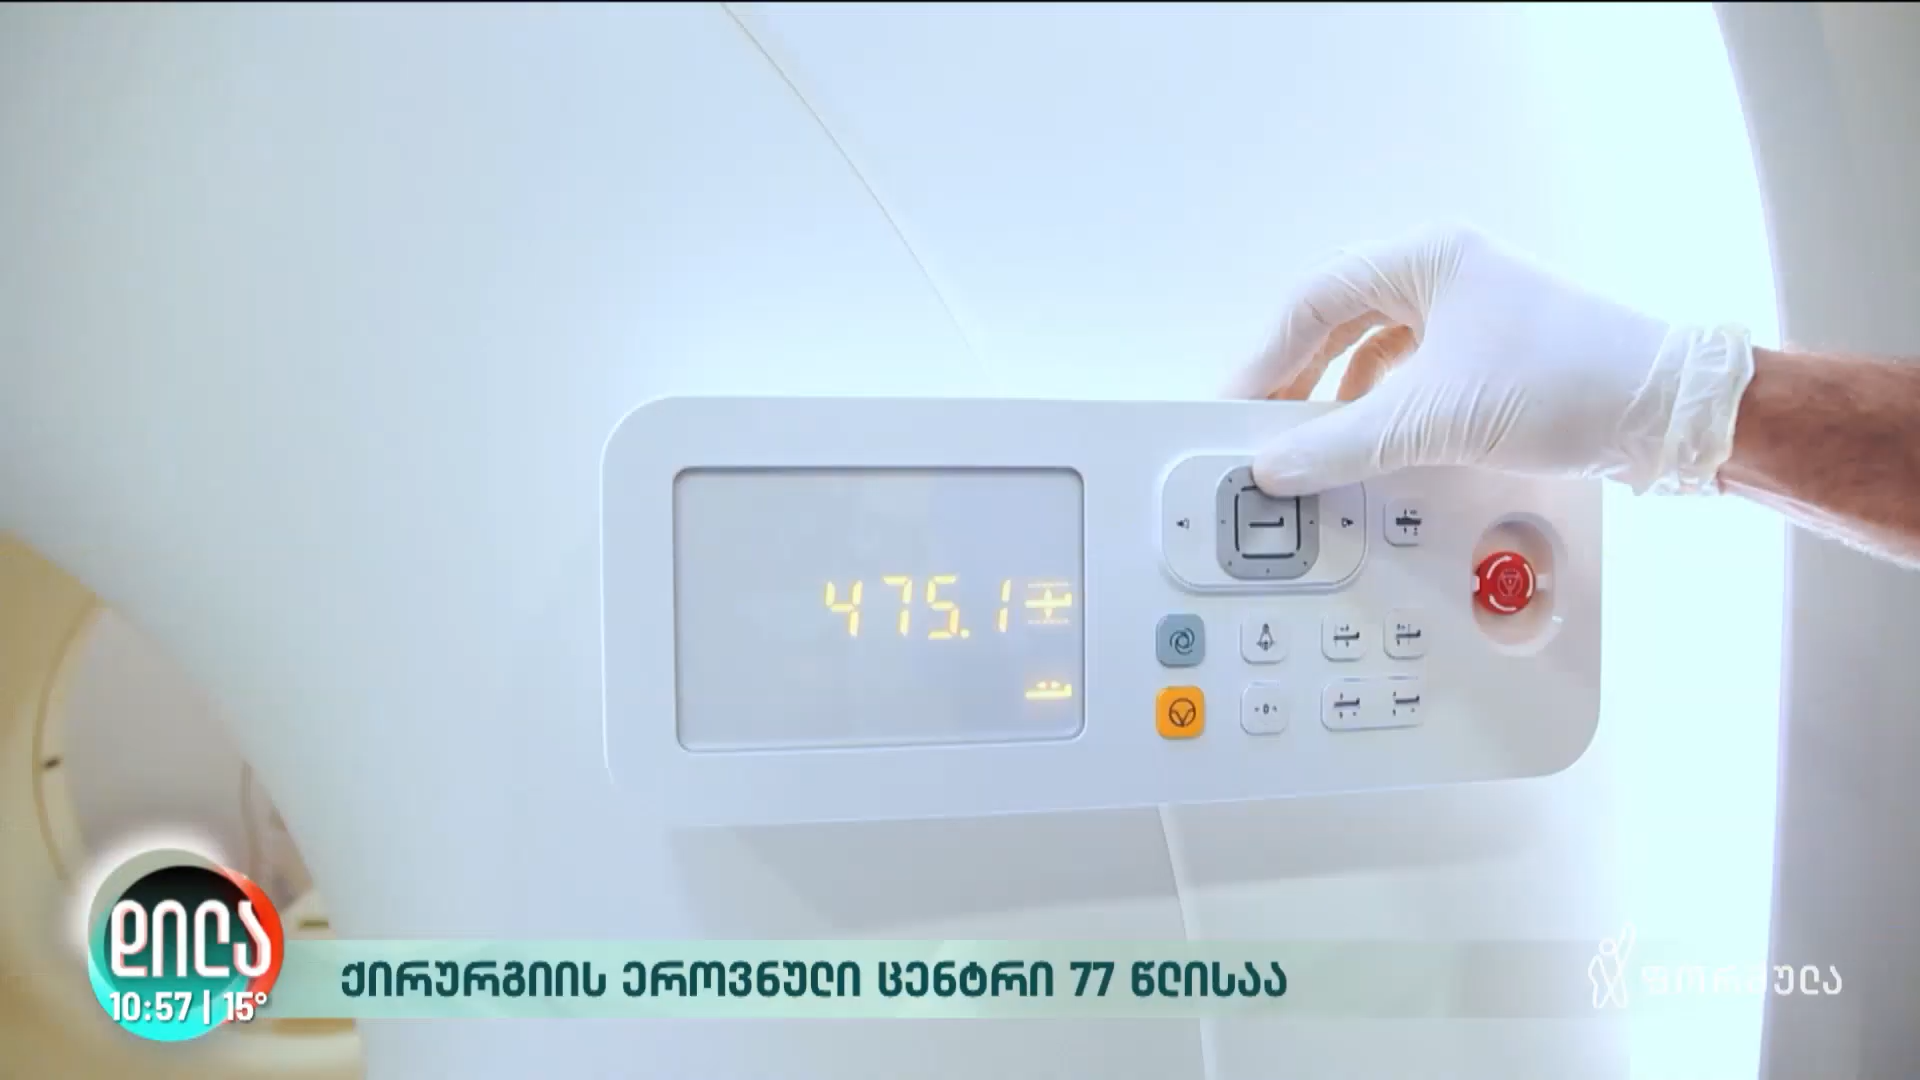 475.1
დილა
10:57 | 15°
ქირურგიის ეროვნული ცენტრი 77 წლისაა
ფორმულა